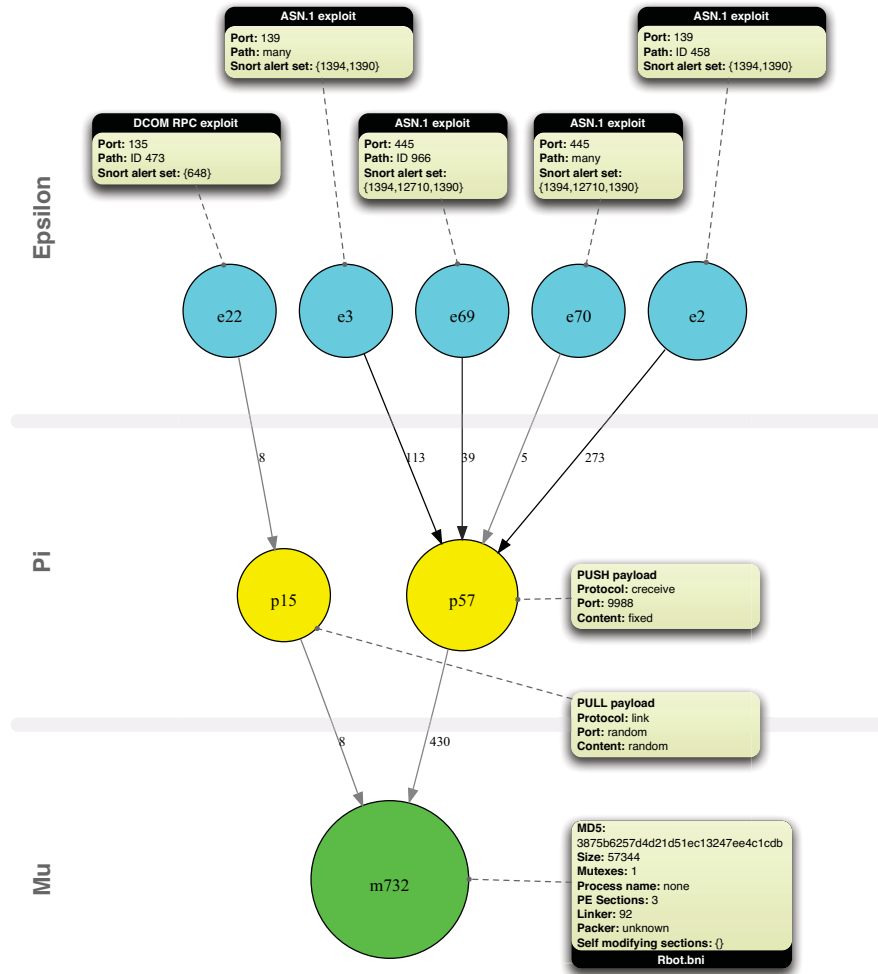 ASN.1 exploit
Port: 139
Path: many
Snort alert set: {1394,1390}
ASN.1 exploit
Port: 139
Path: ID 458
Snort alert set: {1394,1390}
DCOM RPC exploit
Port: 135
Path: ID 473
Snort alert set: {648}
ASN.1 exploit
Port: 445
Path: ID 966
Snort alert set:
{1394,12710,1390}
ASN.1 exploit
Port: 445
Path: many
Snort alert set:
{1394,12710,1390}
Epsilon
e22
e3
e69
e70
e2
8
113
39
5
273
Pi
p15
p57
PUSH payload
Protocol: creceive
Port: 9988
Content: fixed
PULL payload
Protocol: link
Port: random
Content: random
8
430
Mu
m732
MD5:
3875b6257d4d21d51ec13247ee4c1cdb
Size: 57344
Mutexes: 1
Process name: none
PE Sections: 3
Linker: 92
Packer: unknown
Self modifying sections: {}
Rbot.bni